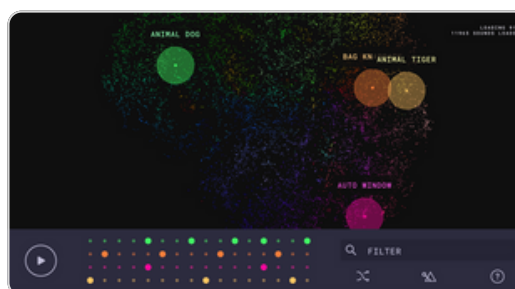 ANIMAL DOG
BAG KN
ANIMAL TIGER
AUTO WINDOW
FILTER